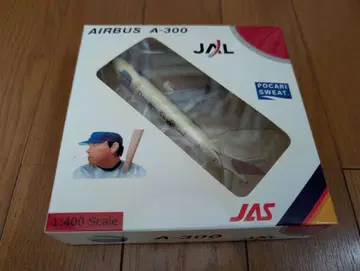 AIRBUS A-300
JAL
POCARI
SWEAT
JAS
1:400 Scale
A-300